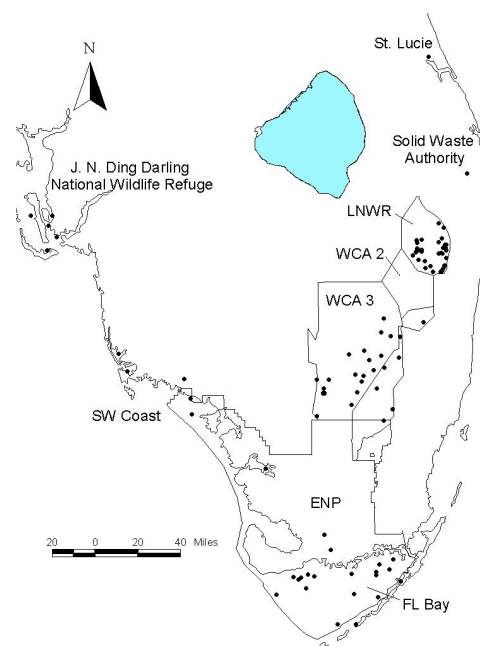 St. Lucie
N
Solid Waste
Authority
J. N. Ding Darling
National Wildlife Refuge
LNWR
WCA 2
WCA 3
SW Coast
ENP
20 0 20 40 Miles
FL Bay